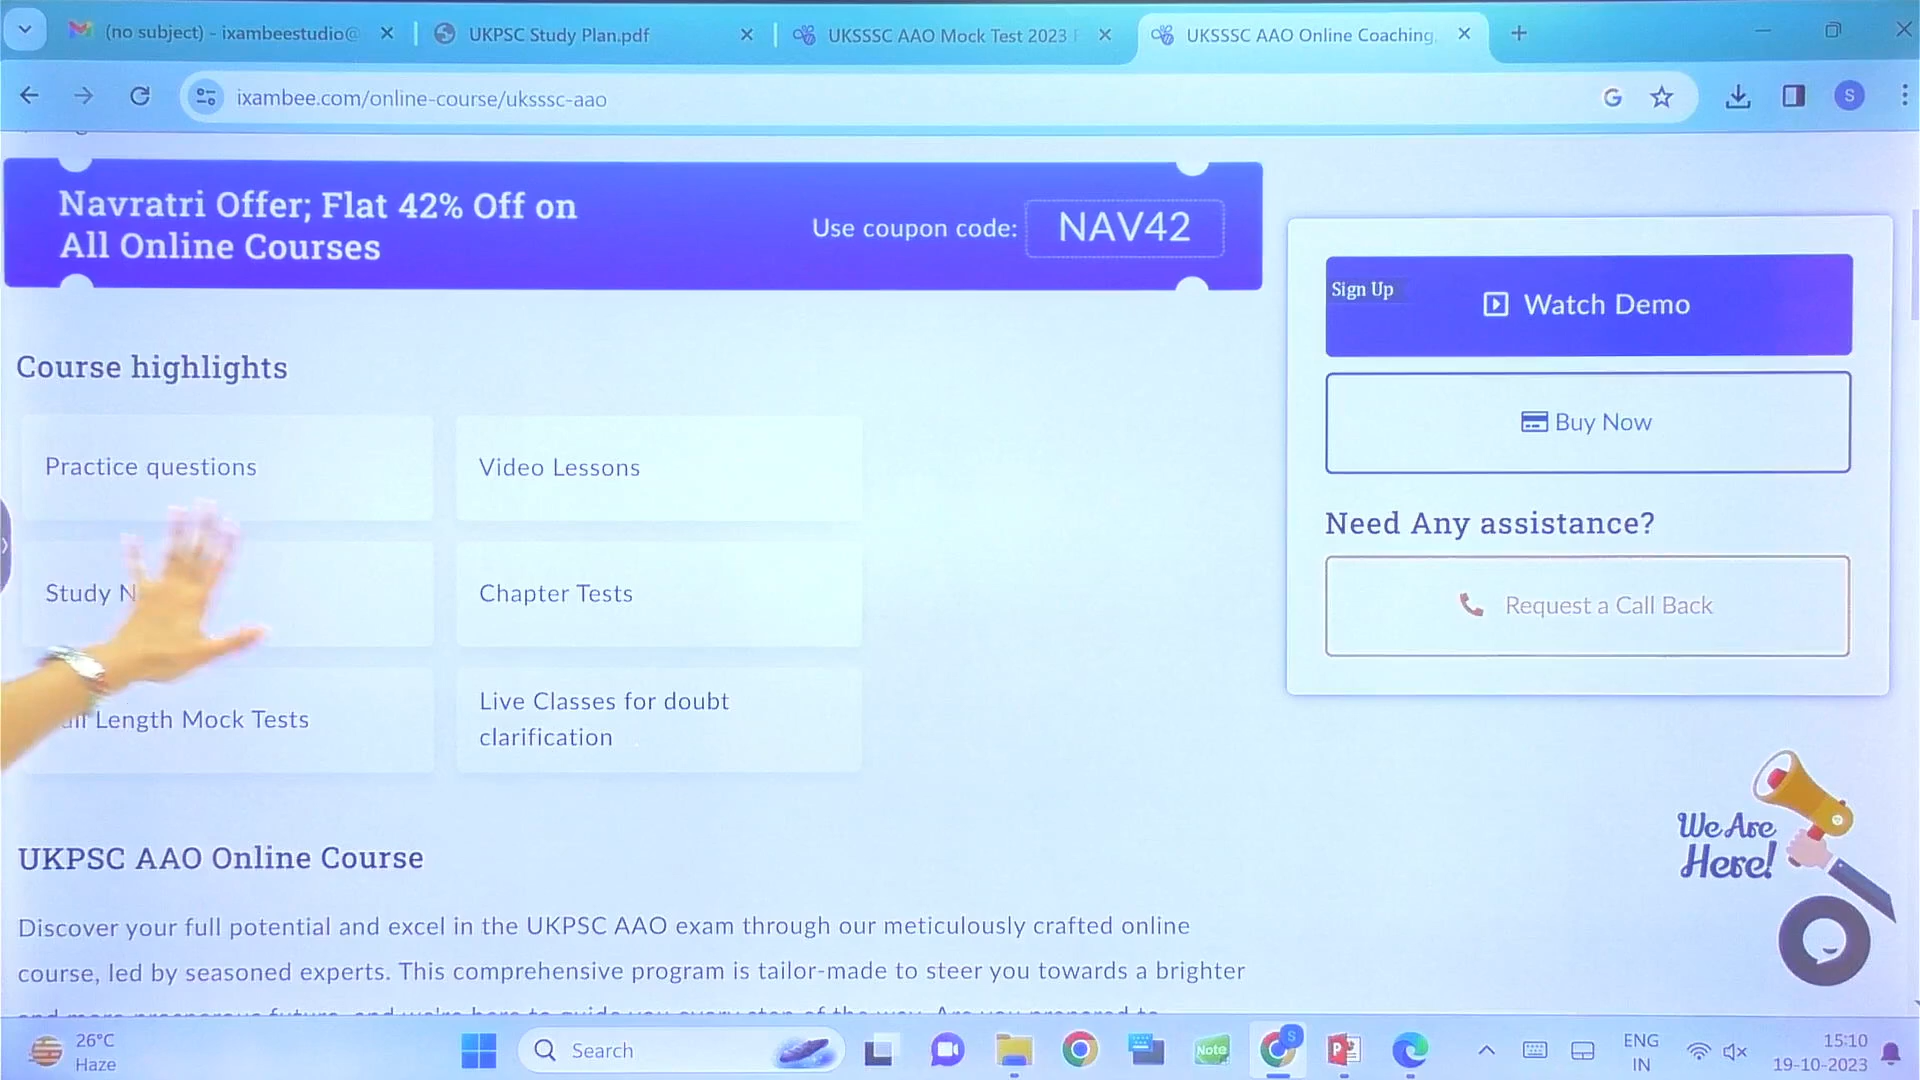 (no subject) - ixambeestudio@
UKPSC Study Plan.pdf
UKSSSC AAO Mock Test 2023
UKSSSC AAO Online Coaching,
ixambee.com/online-course/uksssc-aao
G
S
Navratri Offer; Flat 42% Off on
All Online Courses
Use coupon code:
NAV42
Sign Up
Watch Demo
Buy Now
Need Any assistance?
Request a Call Back
Course highlights
Practice questions
Video Lessons
Study N
Chapter Tests
Length Mock Tests
Live Classes for doubt
clarification
We Are
Here!
UKPSC AAO Online Course
Discover your full potential and excel in the UKPSC AAO exam through our meticulously crafted online
course, led by seasoned experts. This comprehensive program is tailor-made to steer you towards a brighter
26°C
Haze
Search
Note
S
P
ENG
IN
15:10
19-10-2023